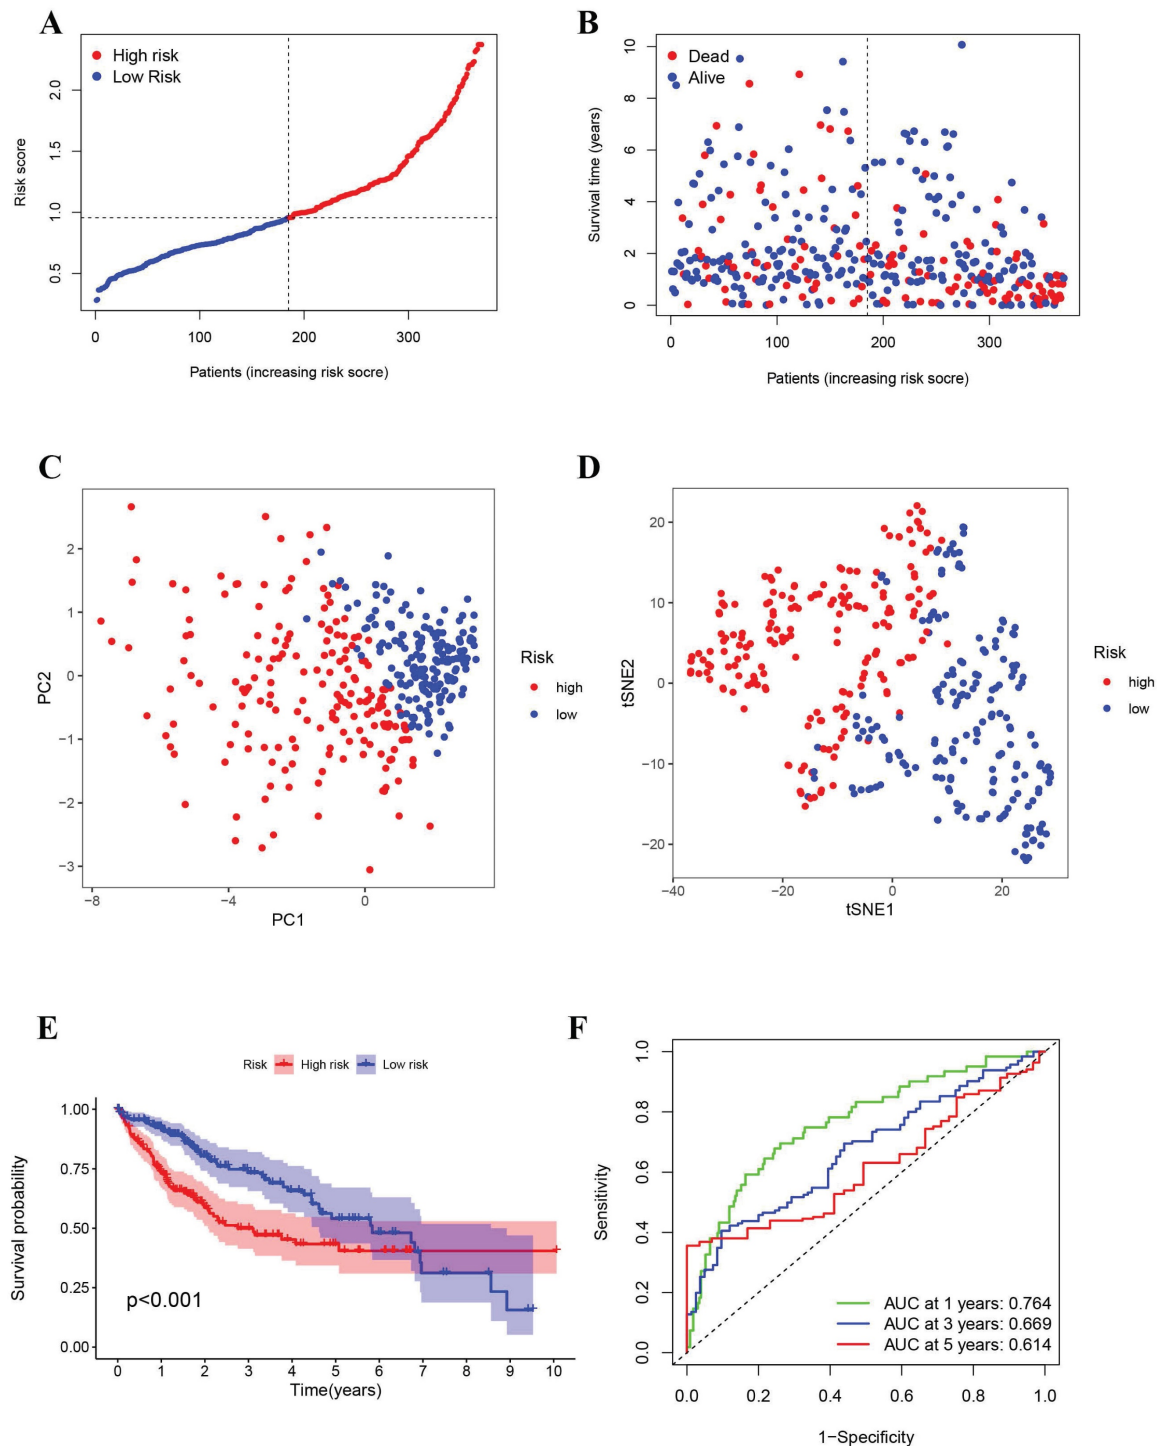 A
High risk
Low Risk
Risk score
2.0
1.5
1.0
0.5
0
100
200
300
Patients (increasing risk socre)
B
Dead
Alive
Survival time (years)
10
8
6
4
2
0
0
100
200
300
Patients (increasing risk socre)
C
PC2
2
1
0
−1
−2
−3
−8
−4
0
PC1
Risk
high
low
D
tSNE2
20
10
0
−10
−20
−40
−20
0
20
tSNE1
Risk
high
low
E
Risk High risk Low risk
Survival probability
1.00
0.75
0.50
0.25
0.00
p<0.001
0 1 2 3 4 5 6 7 8 9 10
Time(years)
F
Sensitivity
1.0
0.8
0.6
0.4
0.2
0.0
AUC at 1 years: 0.764
AUC at 3 years: 0.669
AUC at 5 years: 0.614
0.0 0.2 0.4 0.6 0.8 1.0
1−Specificity